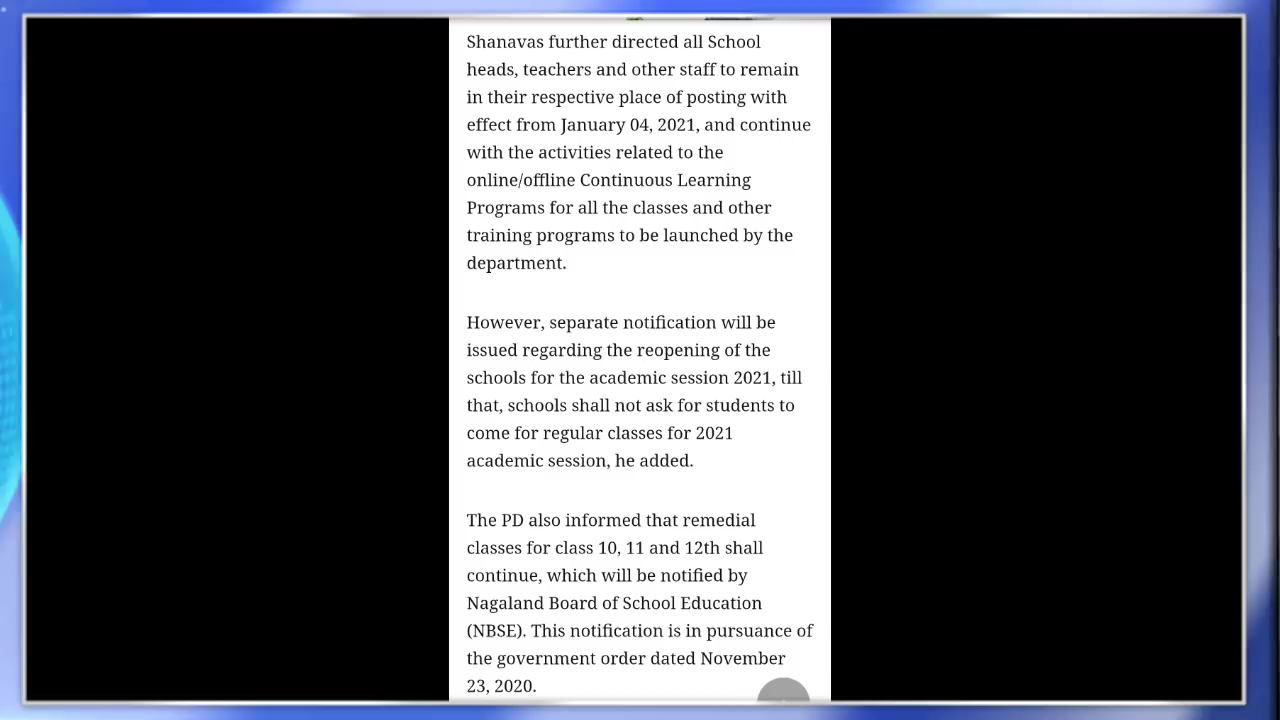 Shanavas further directed all School
heads, teachers and other staff to remain
in their respective place of posting with
effect from January 04, 2021, and continue
with the activities related to the
online/offline Continuous Learning
Programs for all the classes and other
training programs to be launched by the
department.
However, separate notification will be
issued regarding the reopening of the
schools for the academic session 2021, till
that, schools shall not ask for students to
come for regular classes for 2021
academic session, he added.
The PD also informed that remedial
classes for class 10, 11 and 12th shall
continue, which will be notified by
Nagaland Board of School Education
(NBSE). This notification is in pursuance of
the government order dated November
23, 2020.